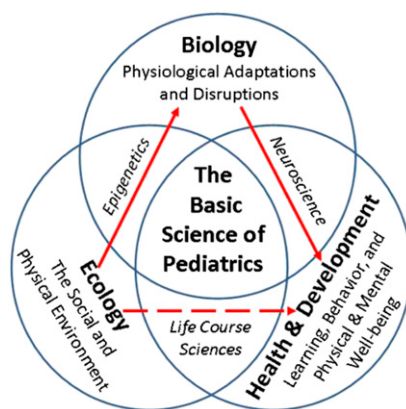 Biology
Physiological Adaptations
and Disruptions
Epigenetics
Neuroscience
The
Basic
Science of
Pediatrics
Ecology
The Social and
Physical Environment
Life Course
Sciences
Health & Development
Learning, Behavior, and
Physical & Mental
Well-being